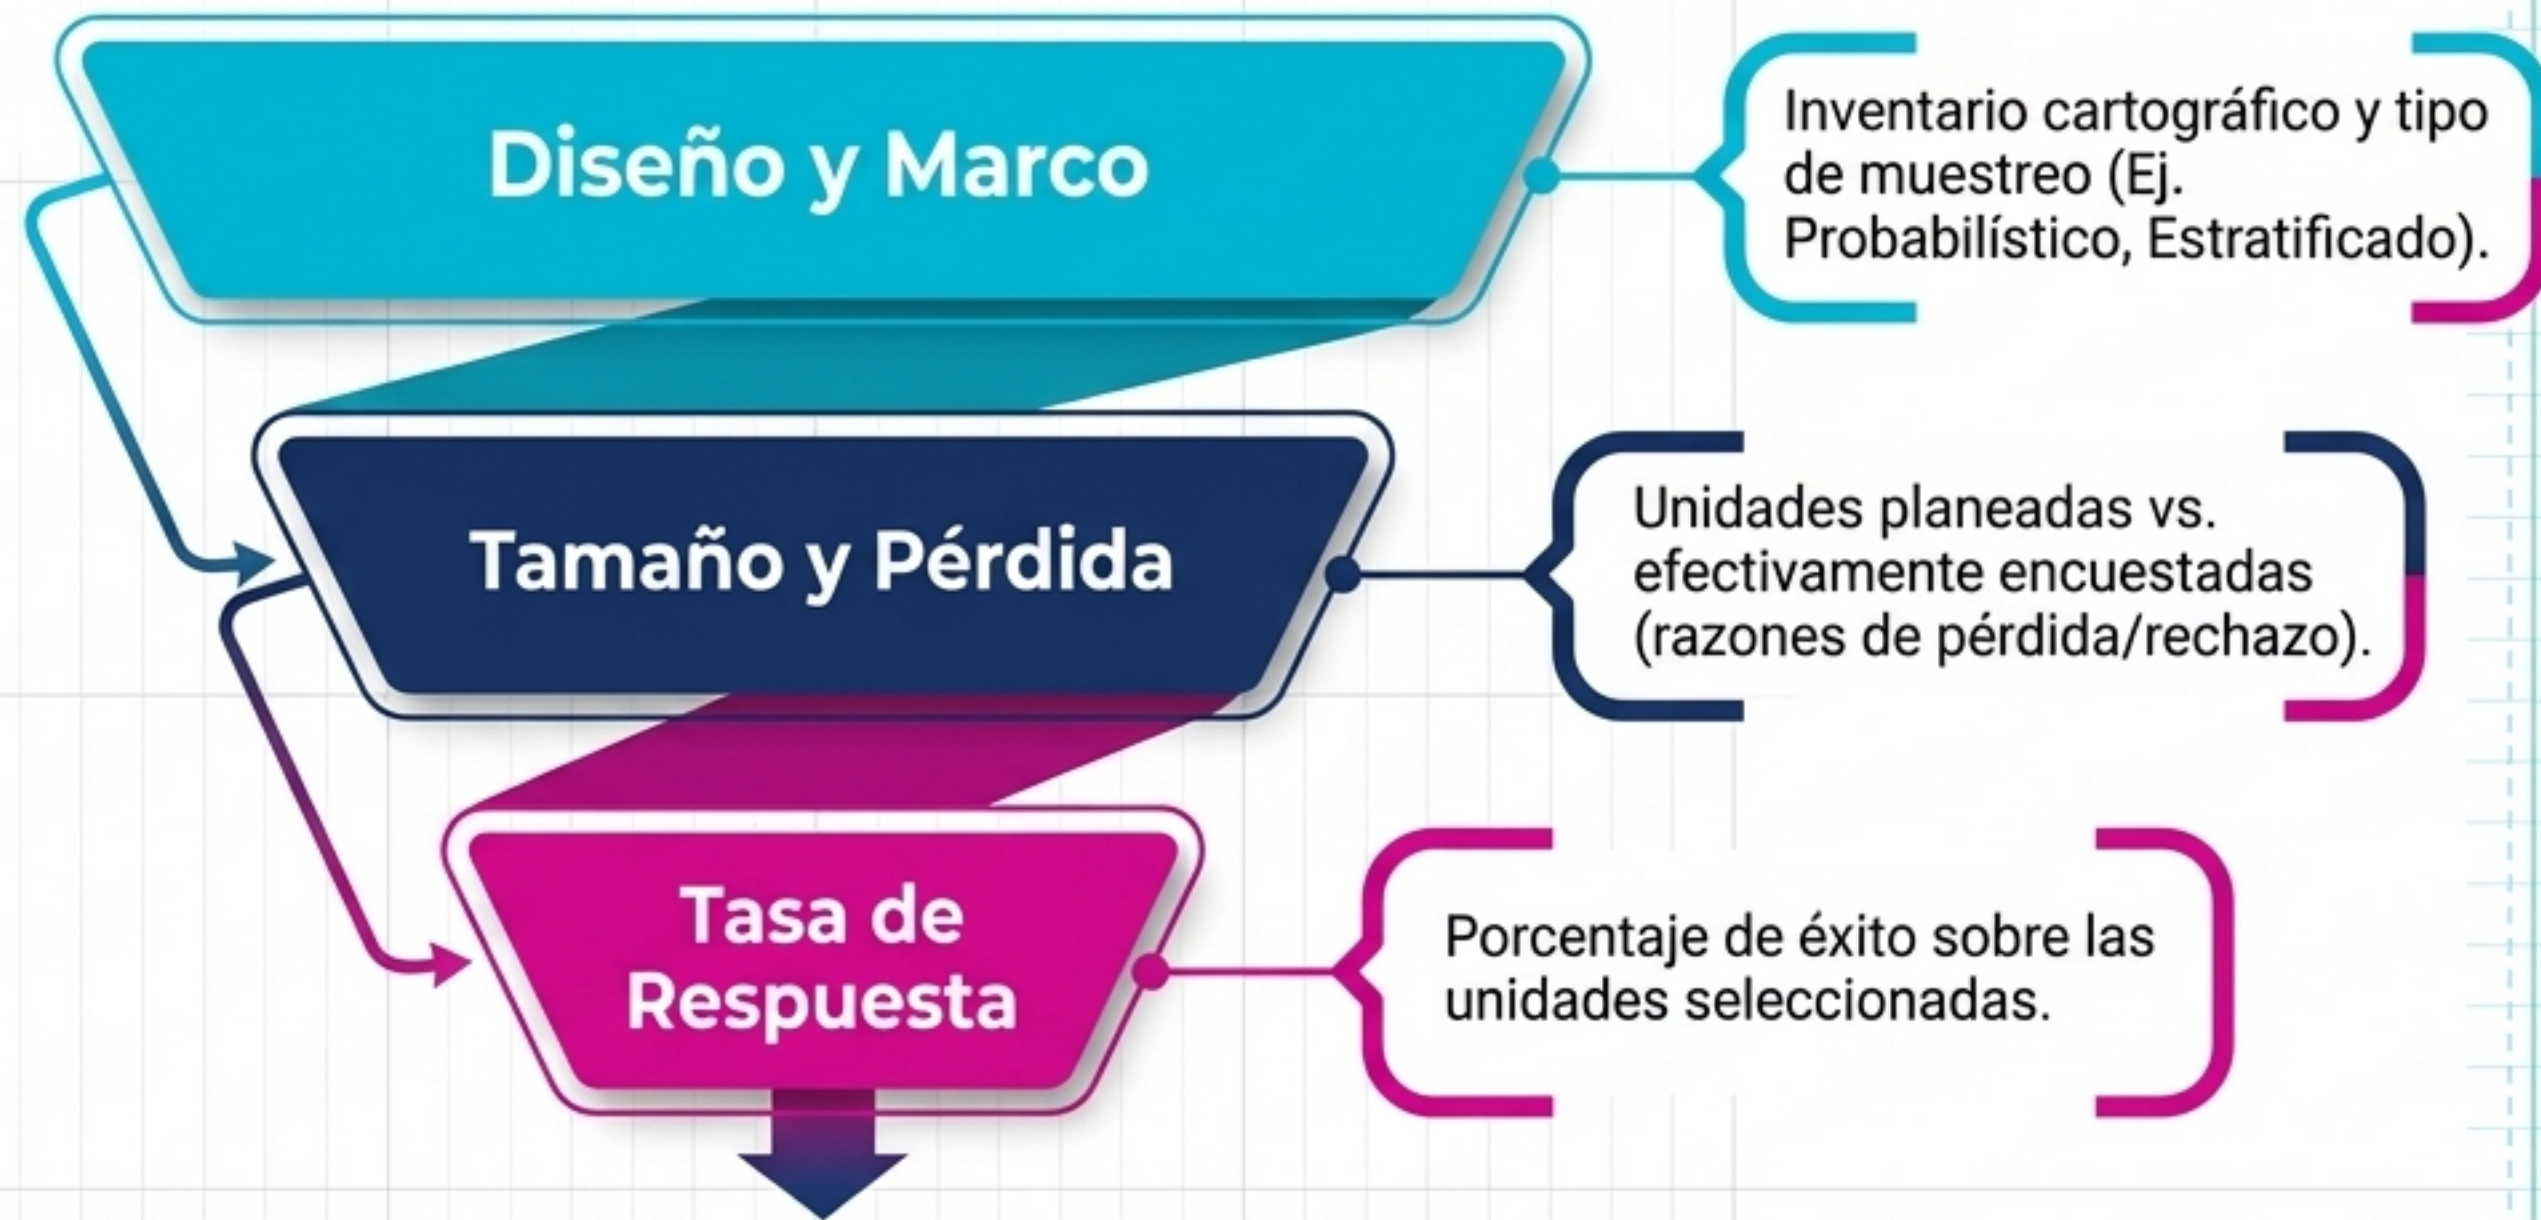 Diseño y Marco
Inventario cartográfico y tipo
de muestreo (Ej.
Probabilístico, Estratificado).
Tamaño y Pérdida
Unidades planeadas vs.
efectivamente encuestadas
(razones de pérdida/rechazo).
Tasa de
Respuesta
Porcentaje de éxito sobre las
unidades seleccionadas.